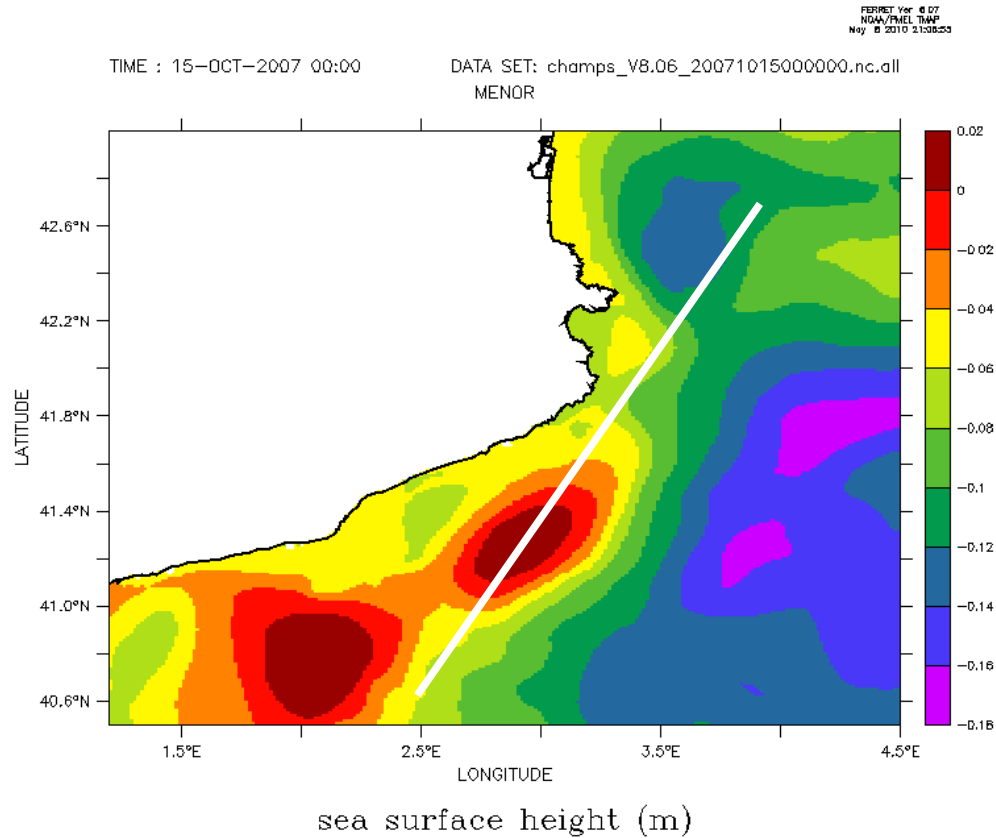 FERRET Ver 6.07
NOAA/PMEL TMAP
May 6 2010 21:06:53
TIME : 15-OCT-2007 00:00
DATA SET: champs_V8.06_20071015000000.nc.all
MENOR
0.02
0
-0.02
-0.04
-0.06
-0.08
-0.1
-0.12
-0.14
-0.16
-0.18
42.6°N
42.2°N
41.8°N
41.4°N
41.0°N
40.6°N
LATITUDE
1.5°E
2.5°E
3.5°E
4.5°E
LONGITUDE
sea surface height (m)